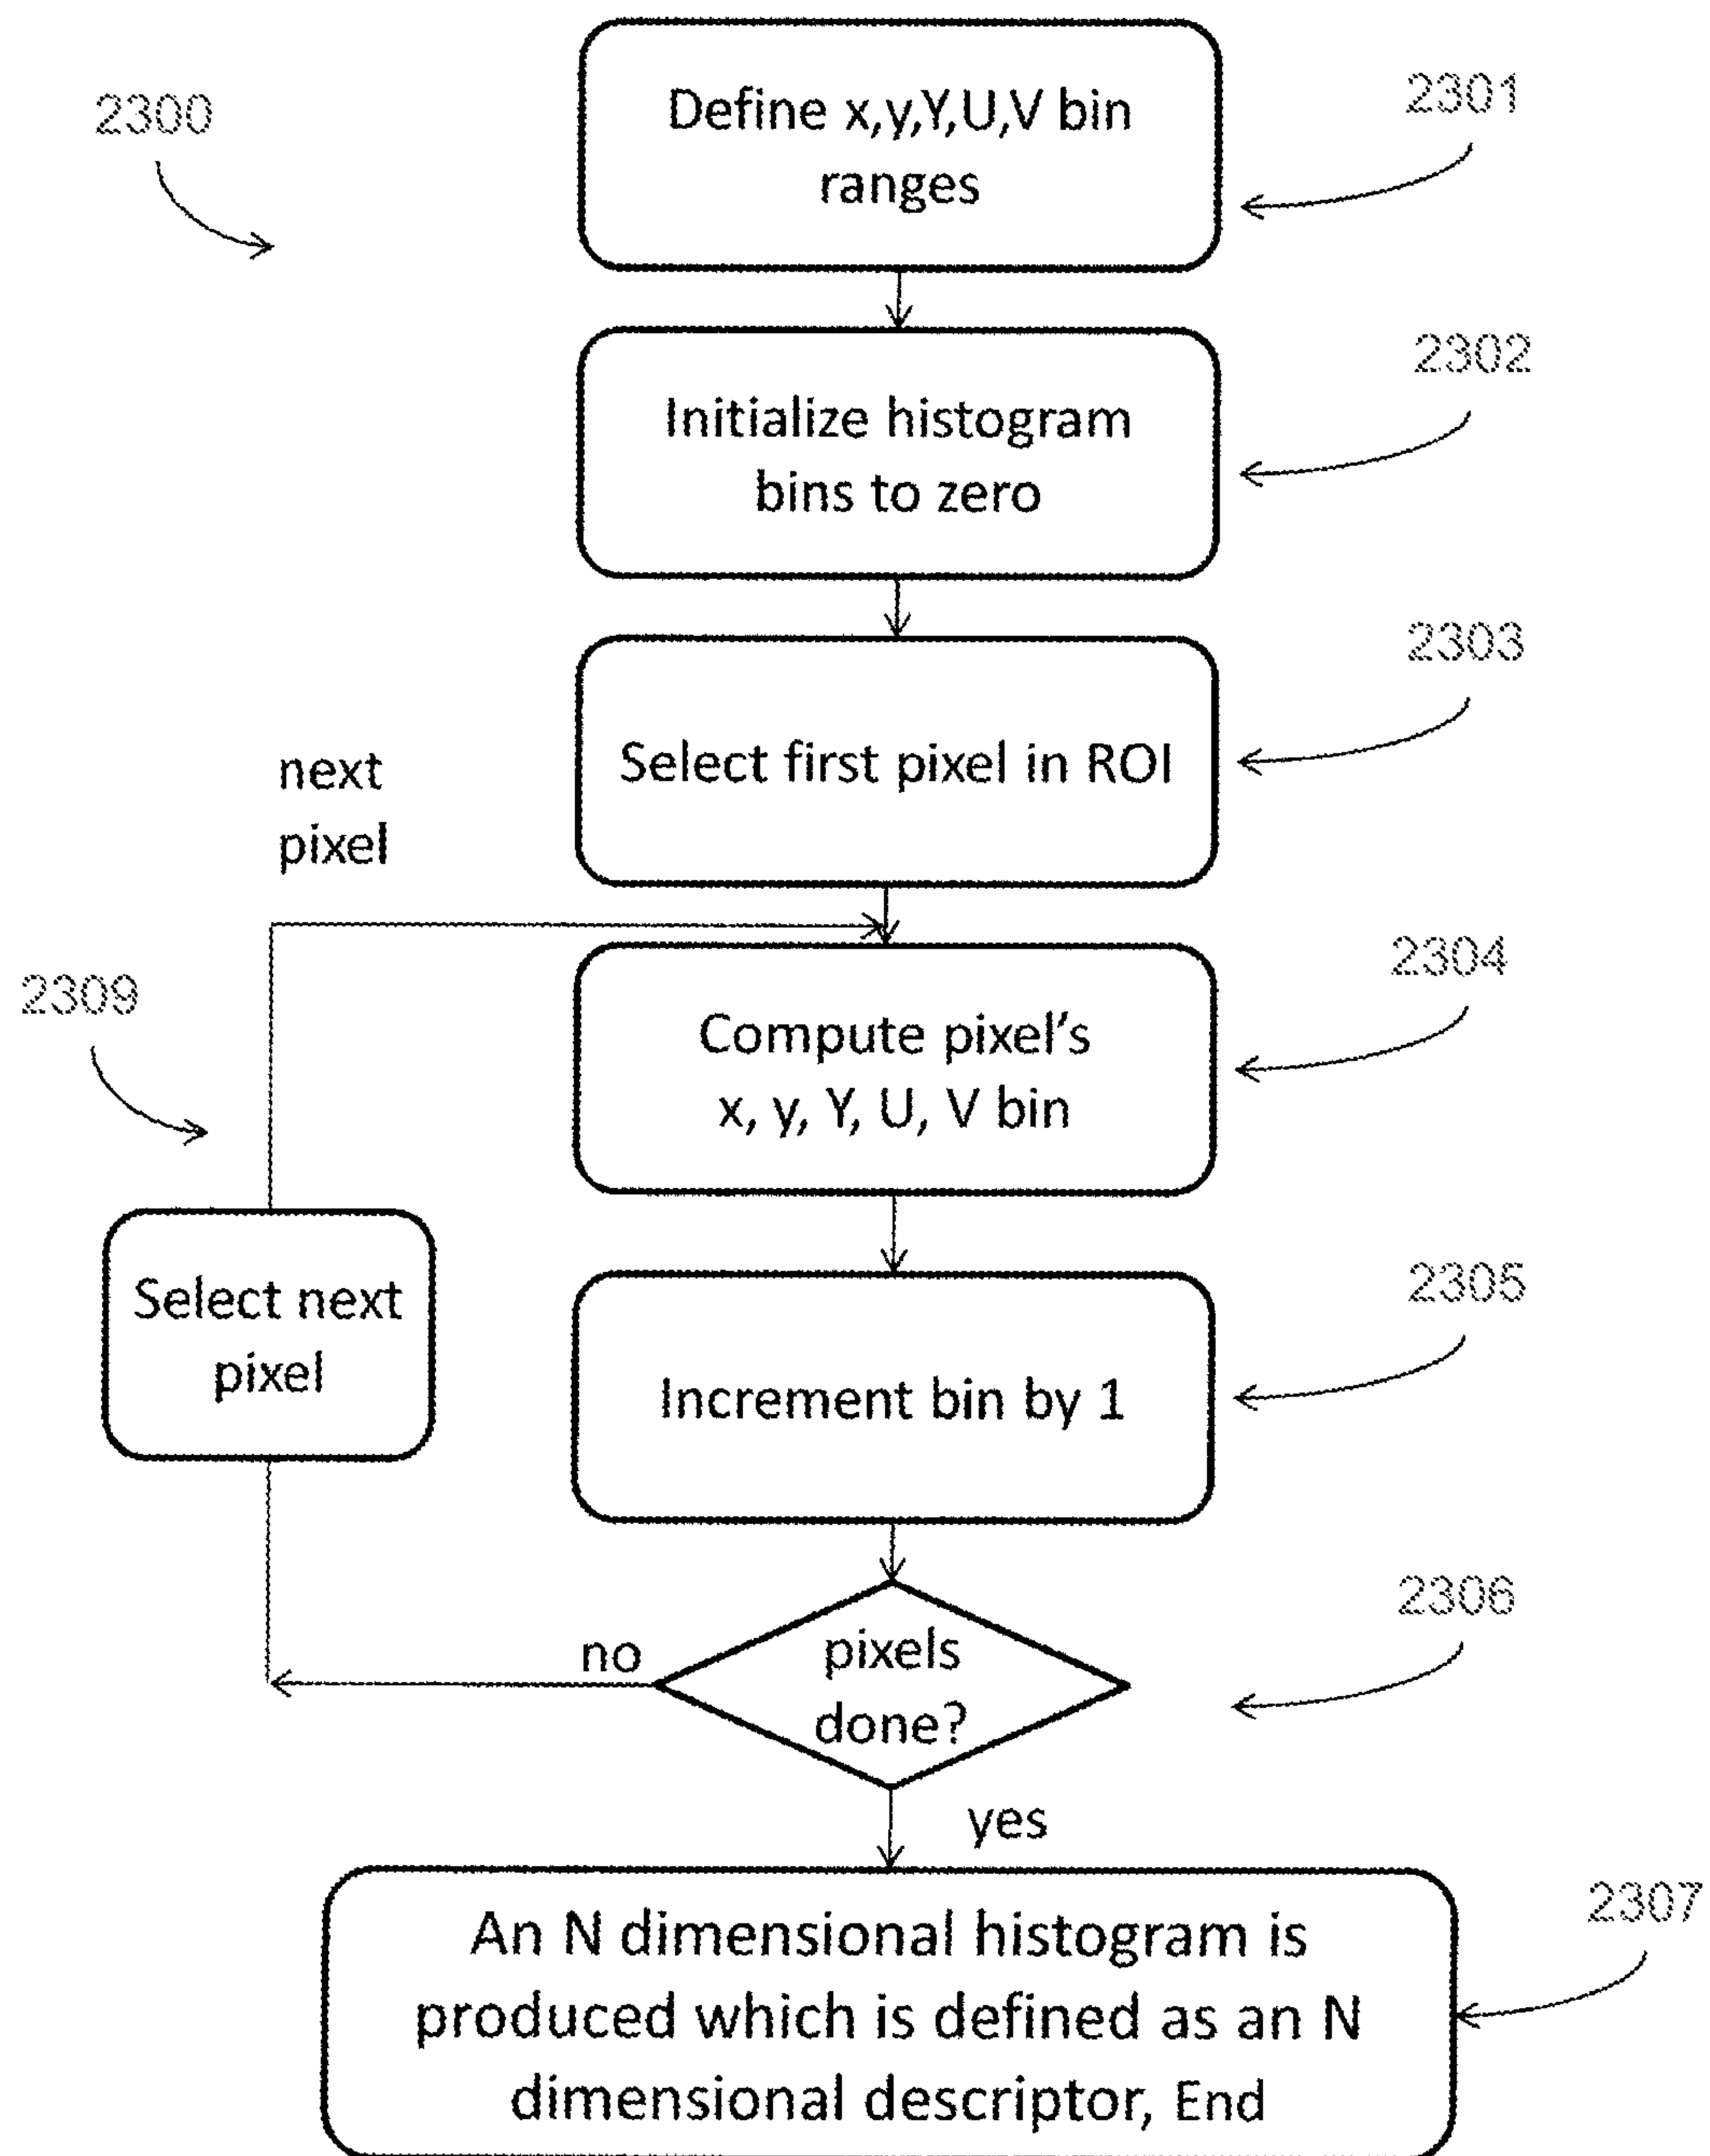 2300
Define x,y,Y,U,V bin
ranges
2301
Initialize histogram
bins to zero
2302
Select first pixel in ROI
2303
next
pixel
Compute pixel's
x, y, Y, U, V bin
2304
2309
Select next
pixel
Increment bin by 1
2305
pixels
done?
2306
no
yes
An N dimensional histogram is
produced which is defined as an N
dimensional descriptor, End
2307